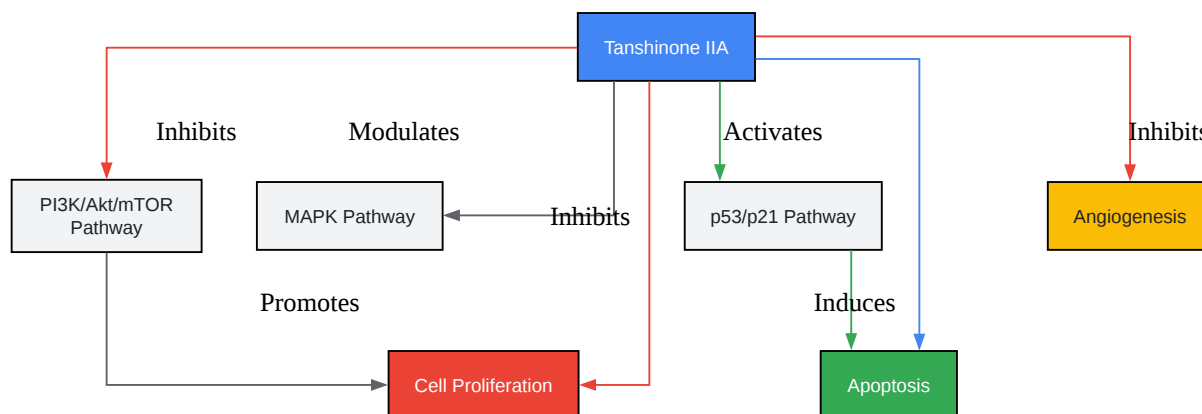 Tanshinone IIA
Inhibits
Modulates
Activates
Inhibits
PI3K/Akt/mTOR
Pathway
MAPK Pathway
Inhibits
p53/p21 Pathway
Angiogenesis
Promotes
Induces
Cell Proliferation
Apoptosis